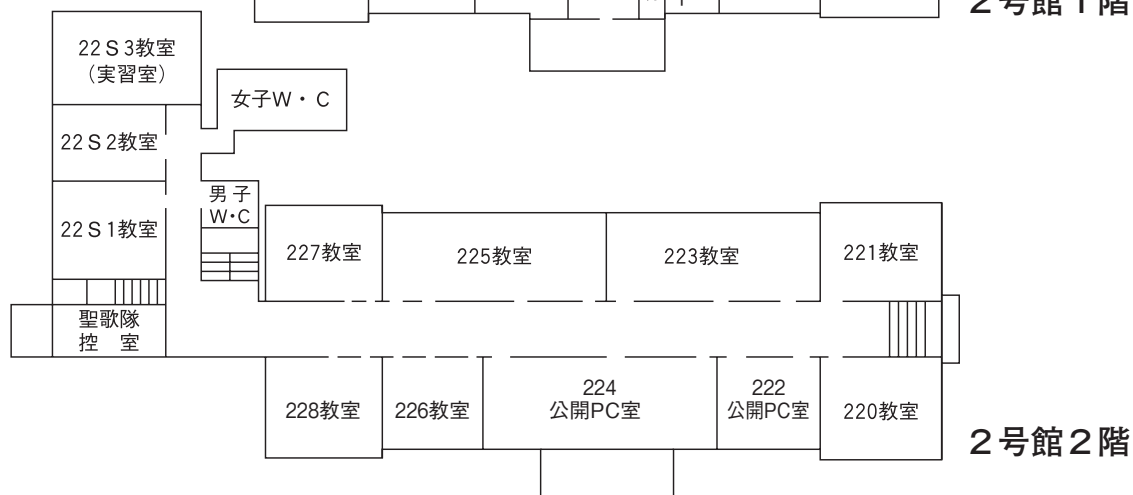 2号館1階
22S3教室
(実習室)
女子W・C
22S2教室
男子
W・C
22S1教室
227教室
225教室
223教室
221教室
聖歌隊
控 室
228教室
226教室
224
公開PC室
222
公開PC室
220教室
2号館2階